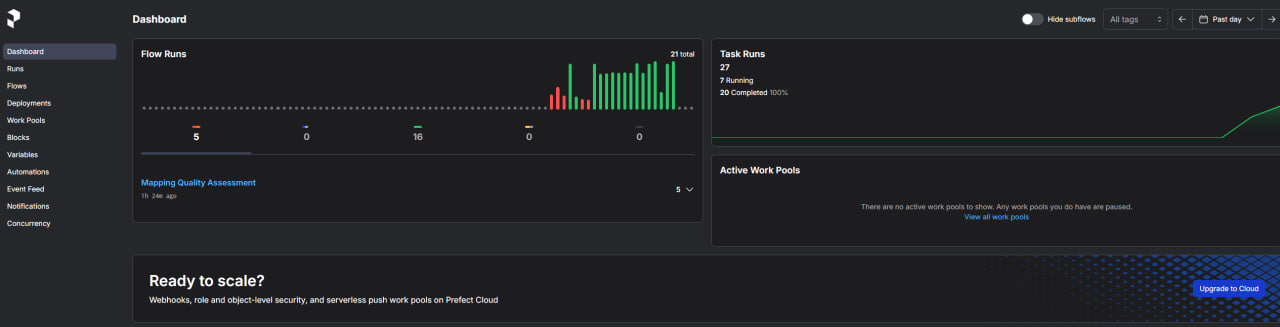 Dashboard
Hide subflows
All tags
Past day
Dashboard
Runs
Flows
Deployments
Work Pools
Blocks
Variables
Automations
Event Feed
Notifications
Concurrency
Flow Runs
21 total
5
0
16
0
0
Mapping Quality Assessment
1h 24m ago
5
Task Runs
27
7 Running
20 Completed 100%
Active Work Pools
There are no active work pools to show. Any work pools you do have are paused.
View all work pools
Ready to scale?
Webhooks, role and object-level security, and serverless push work pools on Prefect Cloud
Upgrade to Cloud